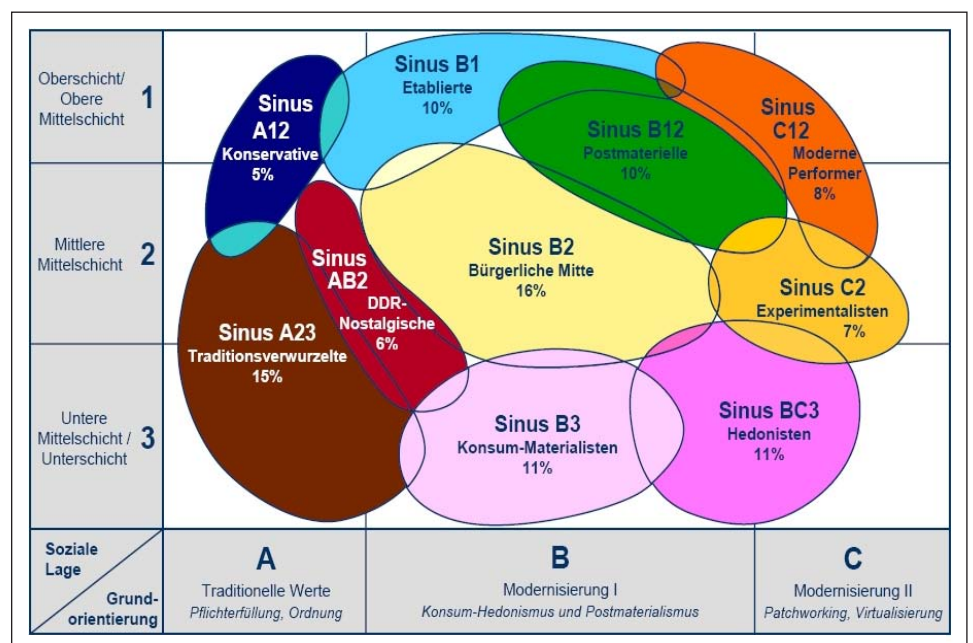 Oberschicht/
Obere
Mittelschicht
1
Sinus
A12
Konservative
5%
Sinus B1
Etablierte
10%
Sinus B12
Postmaterielle
10%
Sinus
C12
Moderne
Performer
8%
Mittlere
Mittelschicht
2
Sinus
AB2
DDR-
Nostalgische
6%
Sinus B2
Bürgerliche Mitte
16%
Sinus C2
Experimentalisten
7%
Sinus A23
Traditionsverwurzelte
15%
Untere
Mittelschicht /
Unterschicht
3
Sinus B3
Konsum-Materialisten
11%
Sinus BC3
Hedonisten
11%
Soziale
Lage
Grund-
orientierung
A
Traditionelle Werte
Pflichterfüllung, Ordnung
B
Modernisierung I
Konsum-Hedonismus und Postmaterialismus
C
Modernisierung II
Patchworking, Virtualisierung